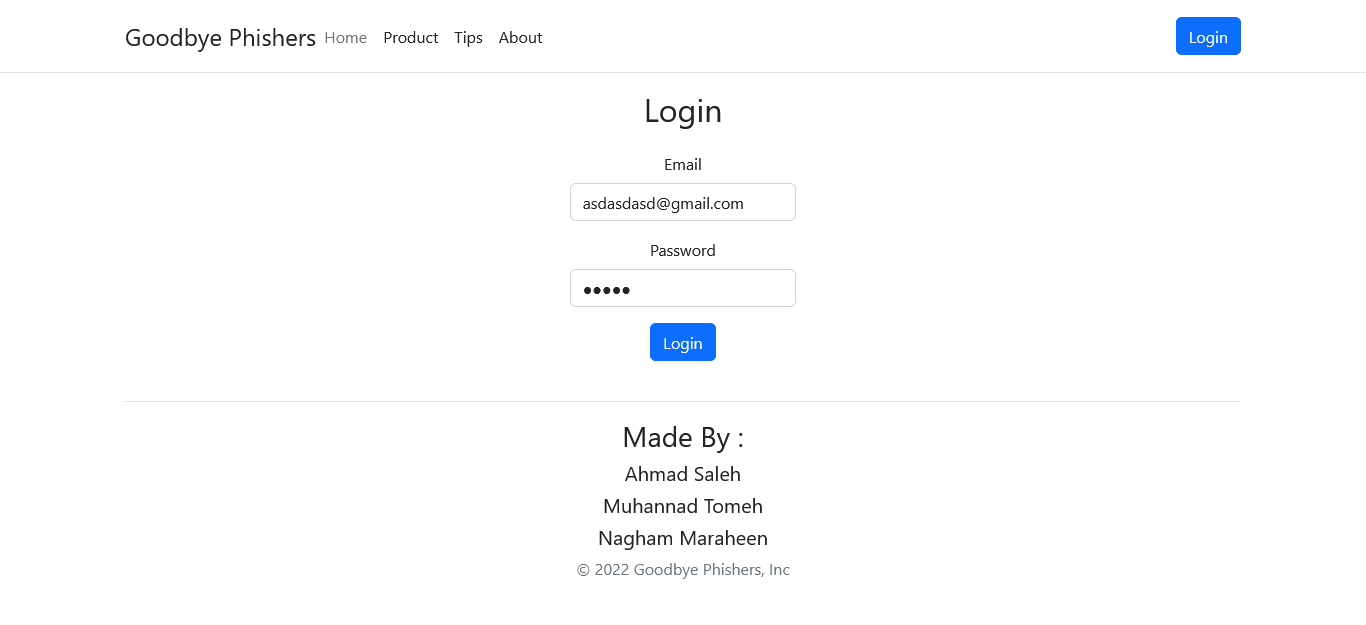 Goodbye Phishers Home Product Tips About Login
Login
Email
asdasdasd@gmail.com
Password
●●●●●
Login
Made By :
Ahmad Saleh
Muhannad Tomeh
Nagham Maraheen
© 2022 Goodbye Phishers, Inc